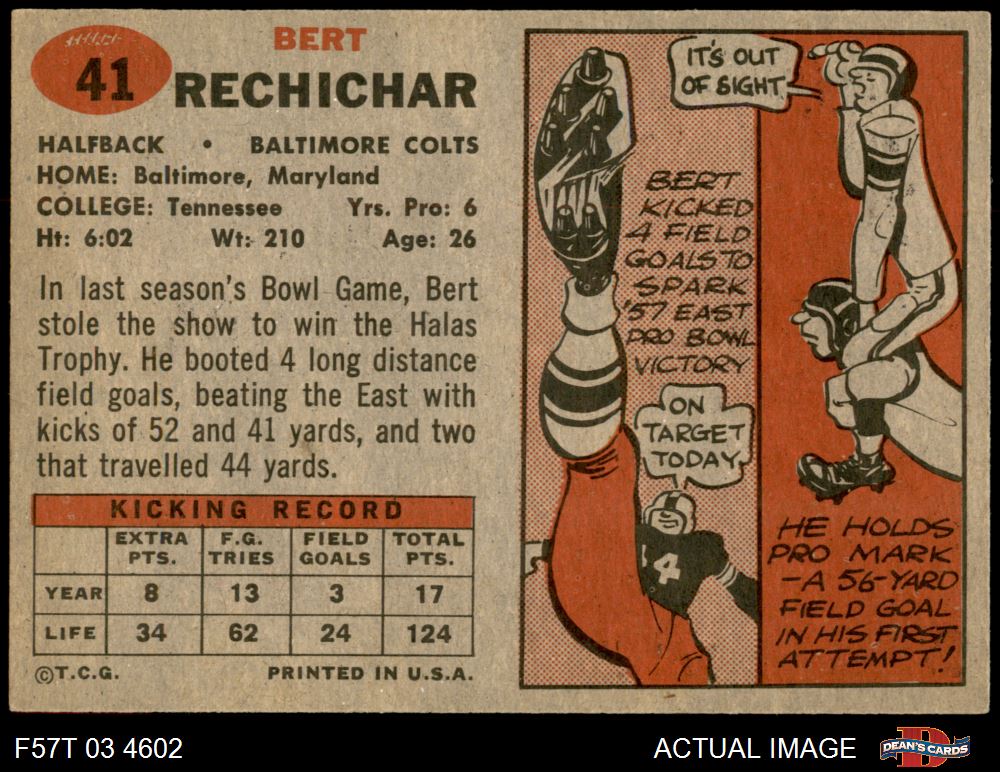 41
BERT
RECHICHAR
HALFBACK • BALTIMORE COLTS
HOME: Baltimore, Maryland
COLLEGE: Tennessee Yrs. Pro: 6
Ht: 6:02 Wt: 210 Age: 26
In last season's Bowl Game, Bert
stole the show to win the Halas
Trophy. He booted 4 long distance
field goals, beating the East with
kicks of 52 and 41 yards, and two
that travelled 44 yards.
KICKING RECORD
EXTRA PTS. F.G. TRIES FIELD GOALS TOTAL PTS.
YEAR 8 13 3 17
LIFE 34 62 24 124
©T.C.G. PRINTED IN U.S.A.
BERT
KICKED
4 FIELD
GOALS TO
SPARK
'57 EAST
PRO BOWL
VICTORY
ON
TARGET
TODAY
4
IT'S OUT
OF SIGHT
HE HOLDS
PRO MARK
-A 56-YARD
FIELD GOAL
IN HIS FIRST
ATTEMPT!
F57T 03 4602 ACTUAL IMAGE
D
DEAN'S CARDS